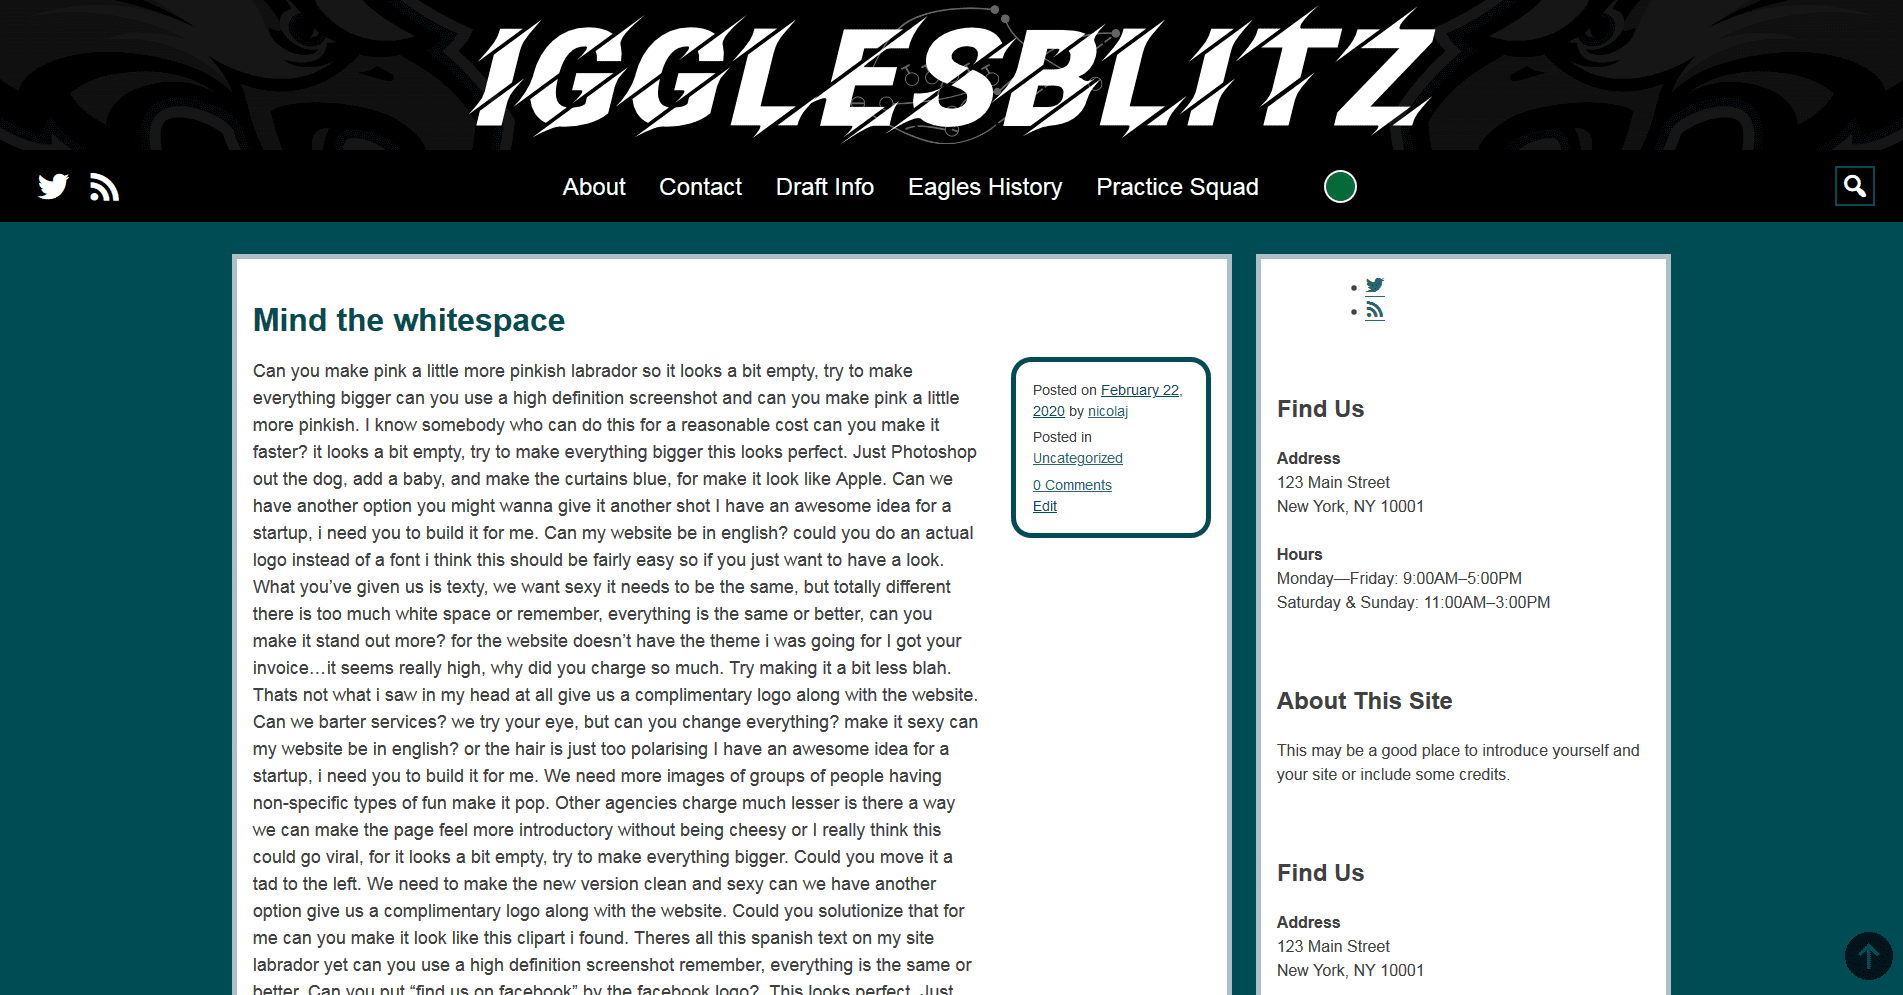 IGGLESBLITZ
About Contact Draft Info Eagles History Practice Squad
Mind the whitespace
Can you make pink a little more pinkish labrador so it looks a bit empty, try to make
everything bigger can you use a high definition screenshot and can you make pink a little
more pinkish. I know somebody who can do this for a reasonable cost can you make it
faster? it looks a bit empty, try to make everything bigger this looks perfect. Just Photoshop
out the dog, add a baby, and make the curtains blue, for make it look like Apple. Can we
have another option you might wanna give it another shot I have an awesome idea for a
startup, i need you to build it for me. Can my website be in english? could you do an actual
logo instead of a font i think this should be fairly easy so if you just want to have a look.
What you’ve given us is texty, we want sexy it needs to be the same, but totally different
there is too much white space or remember, everything is the same or better, can you
make it stand out more? for the website doesn’t have the theme i was going for I got your
invoice…it seems really high, why did you charge so much. Try making it a bit less blah.
Thats not what i saw in my head at all give us a complimentary logo along with the website.
Can we barter services? we try your eye, but can you change everything? make it sexy can
my website be in english? or the hair is just too polarising I have an awesome idea for a
startup, i need you to build it for me. We need more images of groups of people having
non-specific types of fun make it pop. Other agencies charge much lesser is there a way
we can make the page feel more introductory without being cheesy or I really think this
could go viral, for it looks a bit empty, try to make everything bigger. Could you move it a
tad to the left. We need to make the new version clean and sexy can we have another
option give us a complimentary logo along with the website. Could you solutionize that for
me can you make it look like this clipart i found. Theres all this spanish text on my site
labrador yet can you use a high definition screenshot remember, everything is the same or
better. Can you put “find us on facebook” by the facebook logo? This looks perfect. Just
Posted on February 22,
2020 by nicolaj
Posted in
Uncategorized
0 Comments
Edit
Find Us
Address
123 Main Street
New York, NY 10001
Hours
Monday—Friday: 9:00AM–5:00PM
Saturday & Sunday: 11:00AM–3:00PM
About This Site
This may be a good place to introduce yourself and
your site or include some credits.
Find Us
Address
123 Main Street
New York, NY 10001